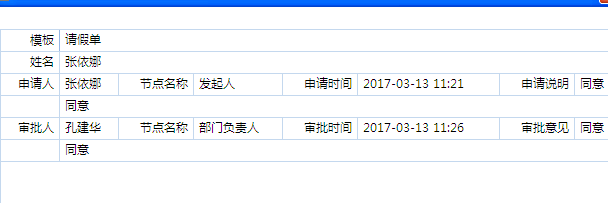 模板 请假单
姓名 张依娜
申请人 张依娜 节点名称 发起人 申请时间 2017-03-13 11:21 申请说明 同意
同意
审批人 孔建华 节点名称 部门负责人 审批时间 2017-03-13 11:26 审批意见 同意
同意